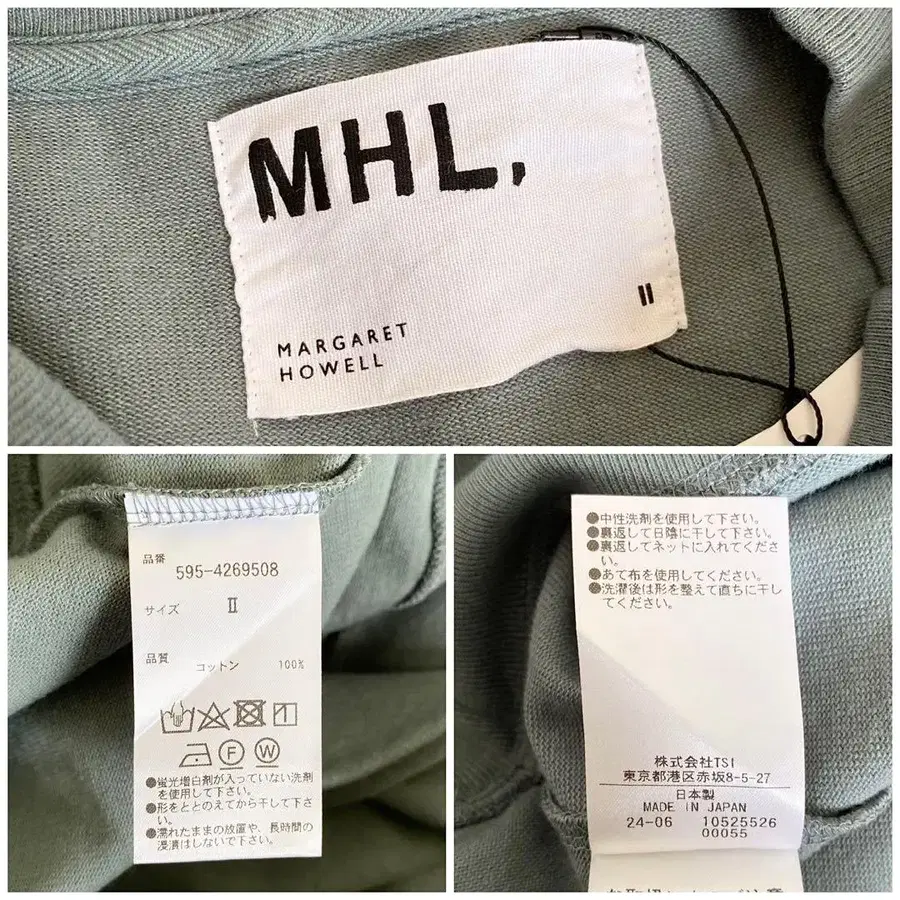 MHL.
II
MARGARET
HOWELL
品番 595-4269508
サイズ Ⅱ
品質 コットン 100%
F W
●蛍光増白剤が入っていない洗剤
を使用して下さい。
●形をととのえてから干して下さ
い。
●濡れたままの放置や、長時間の
浸漬はしないで下さい。
●中性洗剤を使用して下さい。
●裏返して日陰に干して下さい。
●裏返してネットに入れてくださ
い。
●あて布を使用してください。
●洗濯後は形を整えて直ちに干し
てください。
株式会社TSI
東京都港区赤坂8-5-27
日本製
MADE IN JAPAN
24-06 10525526
00055